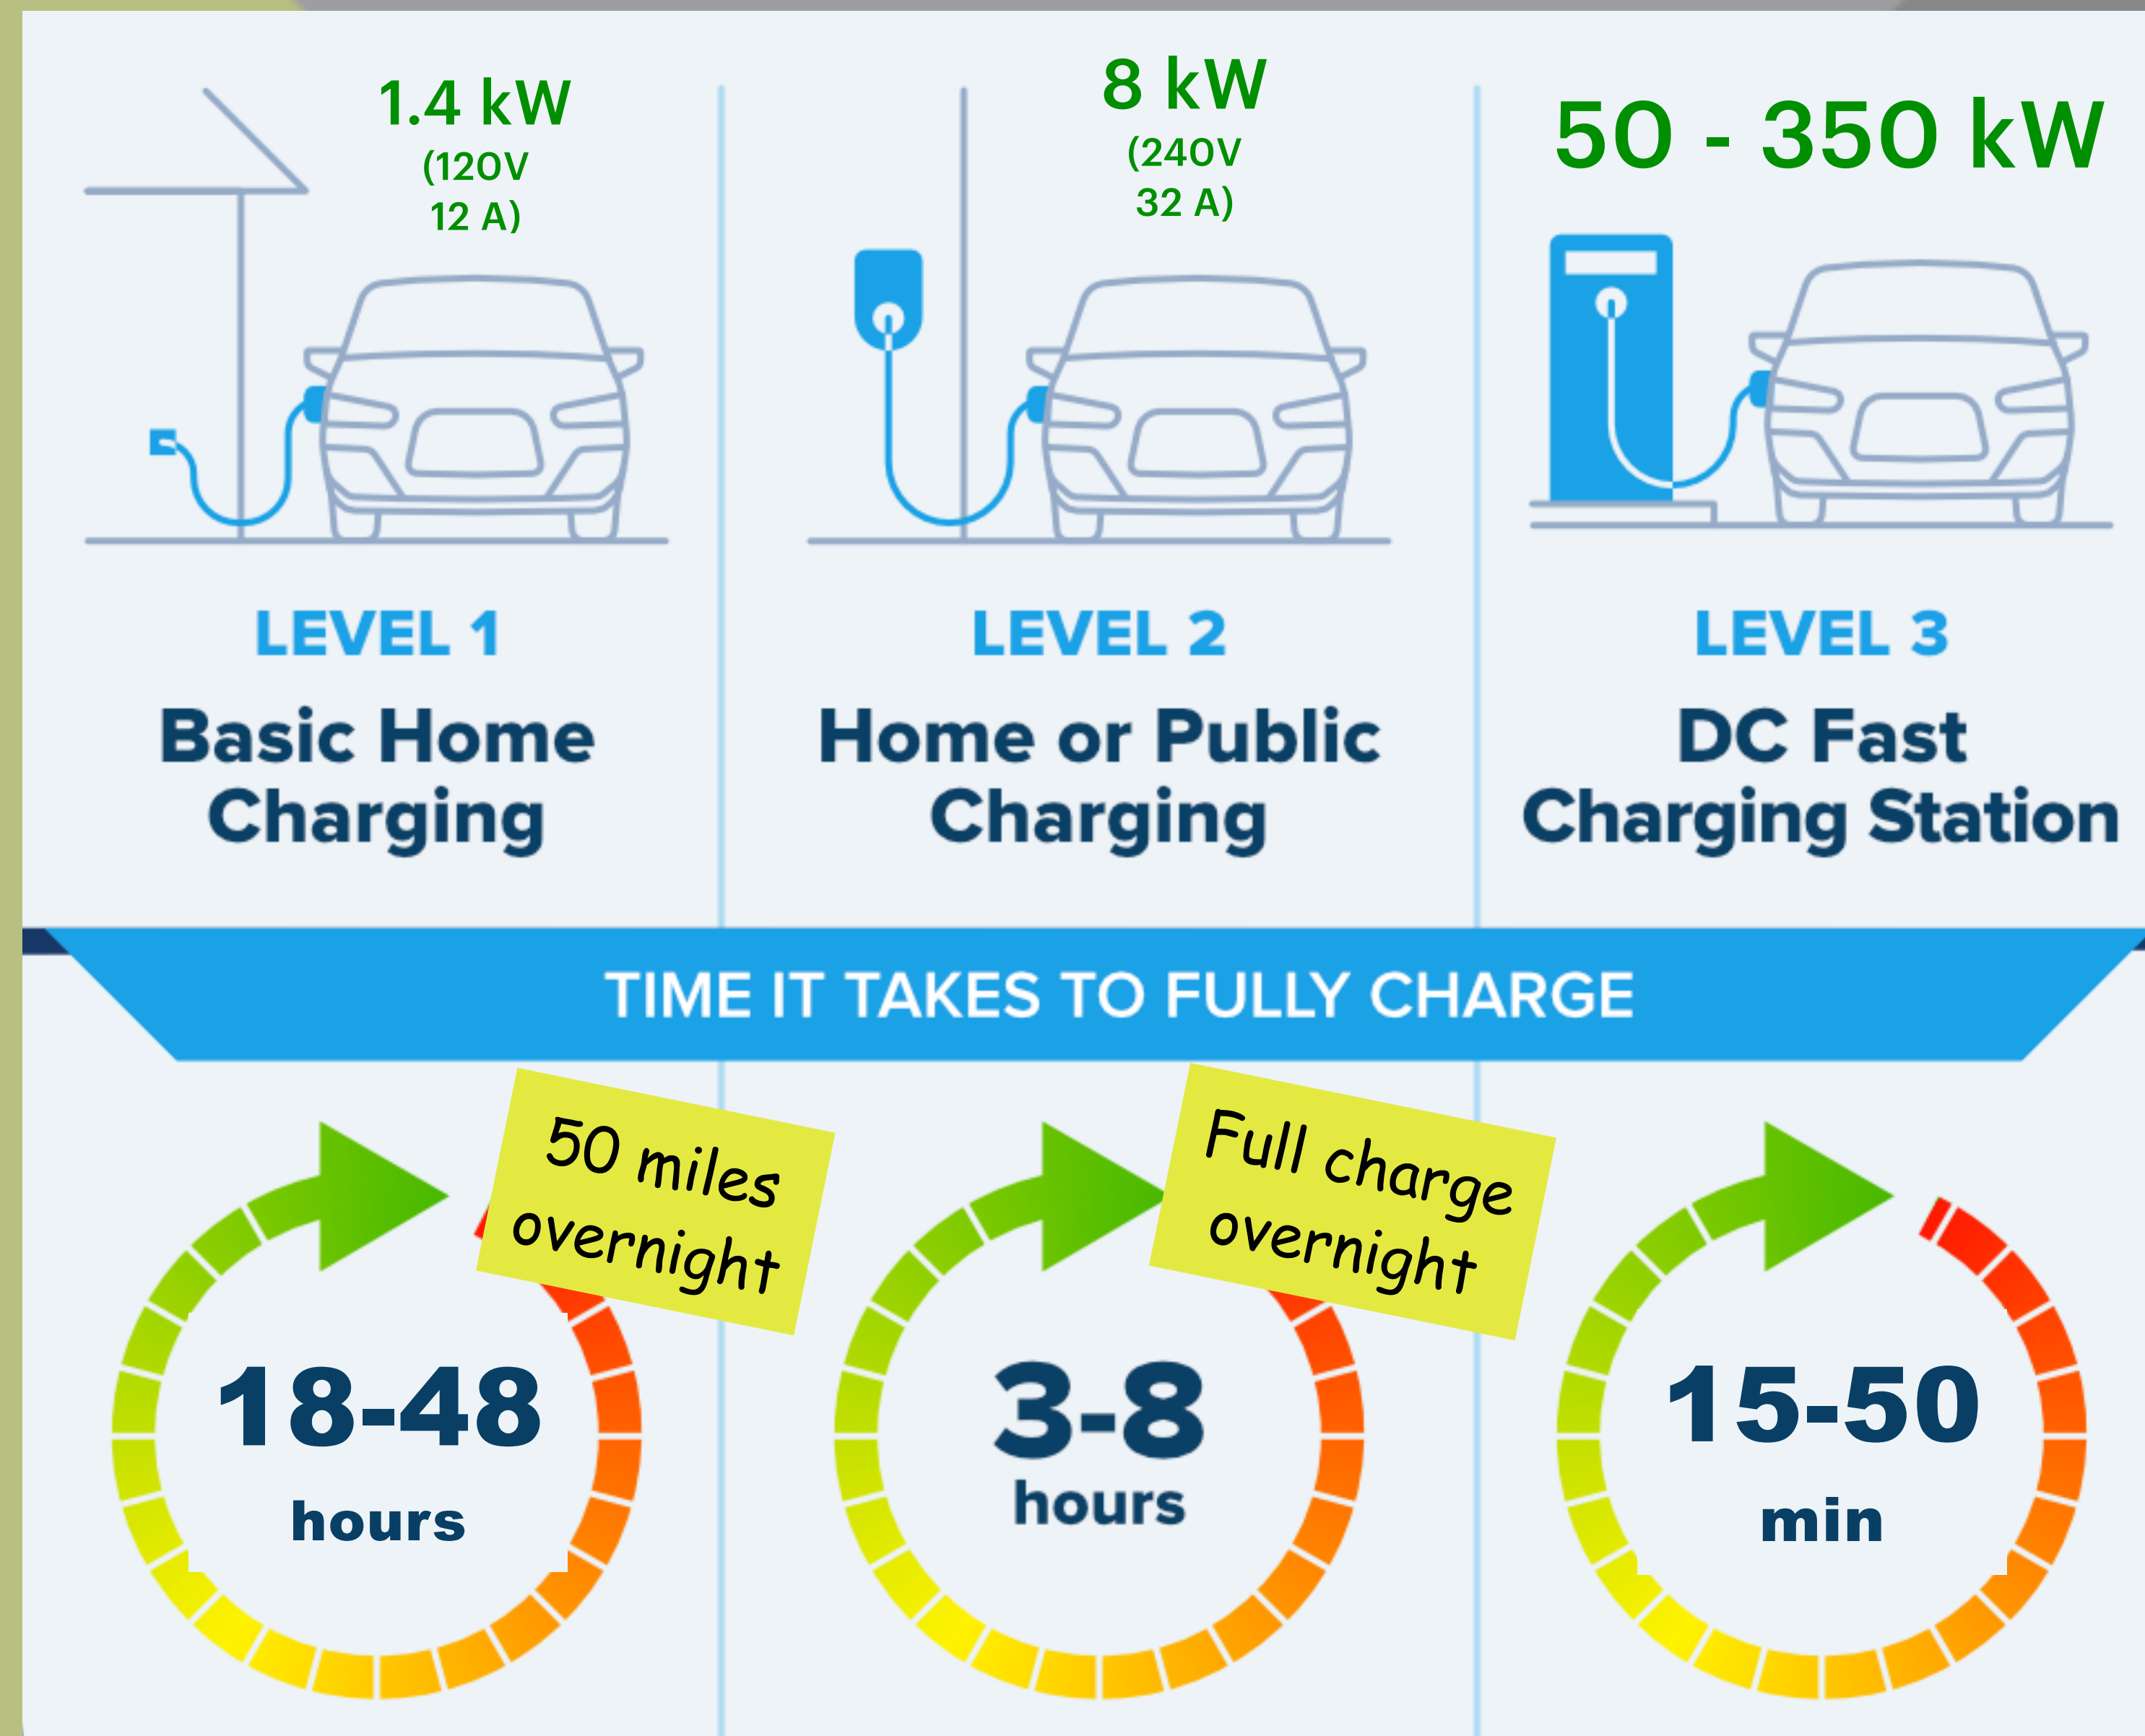 1.4 kW
(120V
12 A)
LEVEL 1
Basic Home
Charging
8 kW
(240V
32 A)
LEVEL 2
Home or Public
Charging
50 - 350 kW
LEVEL 3
DC Fast
Charging Station
TIME IT TAKES TO FULLY CHARGE
50 miles
overnight
18-48
hours
Full charge
overnight
3-8
hours
15-50
min